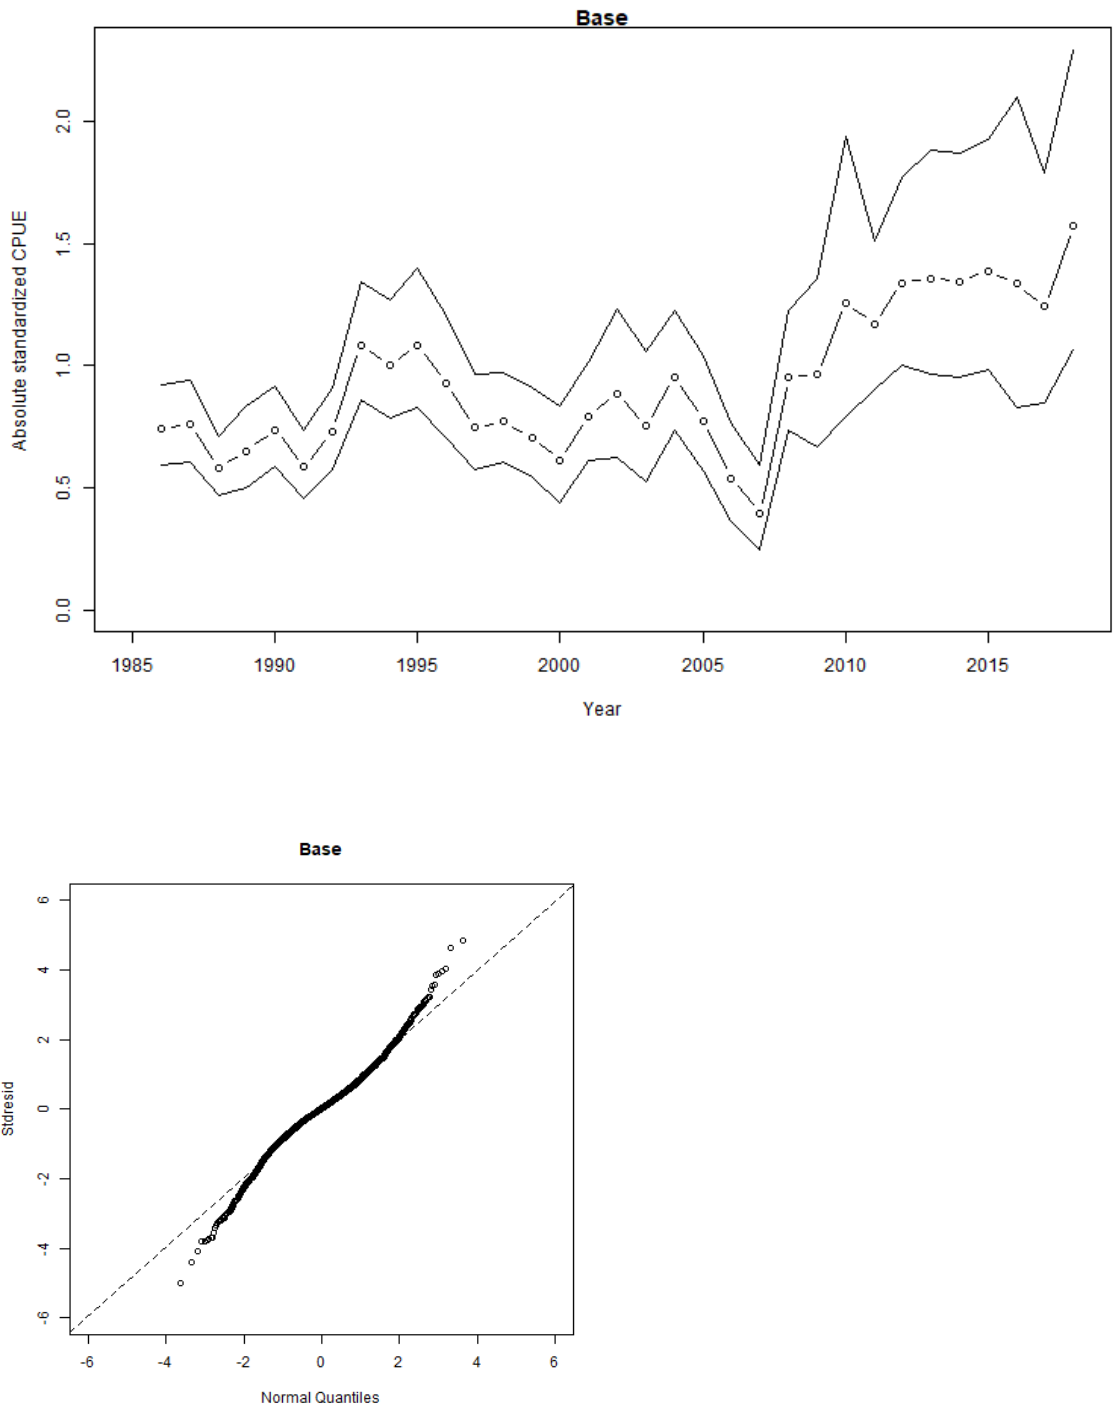 Base
Absolute standardized CPUE
2.0
1.5
1.0
0.5
0.0
1985 1990 1995 2000 2005 2010 2015
Year
Base
Stdresid
6
4
2
0
-2
-4
-6
-6 -4 -2 0 2 4 6
Normal Quantiles